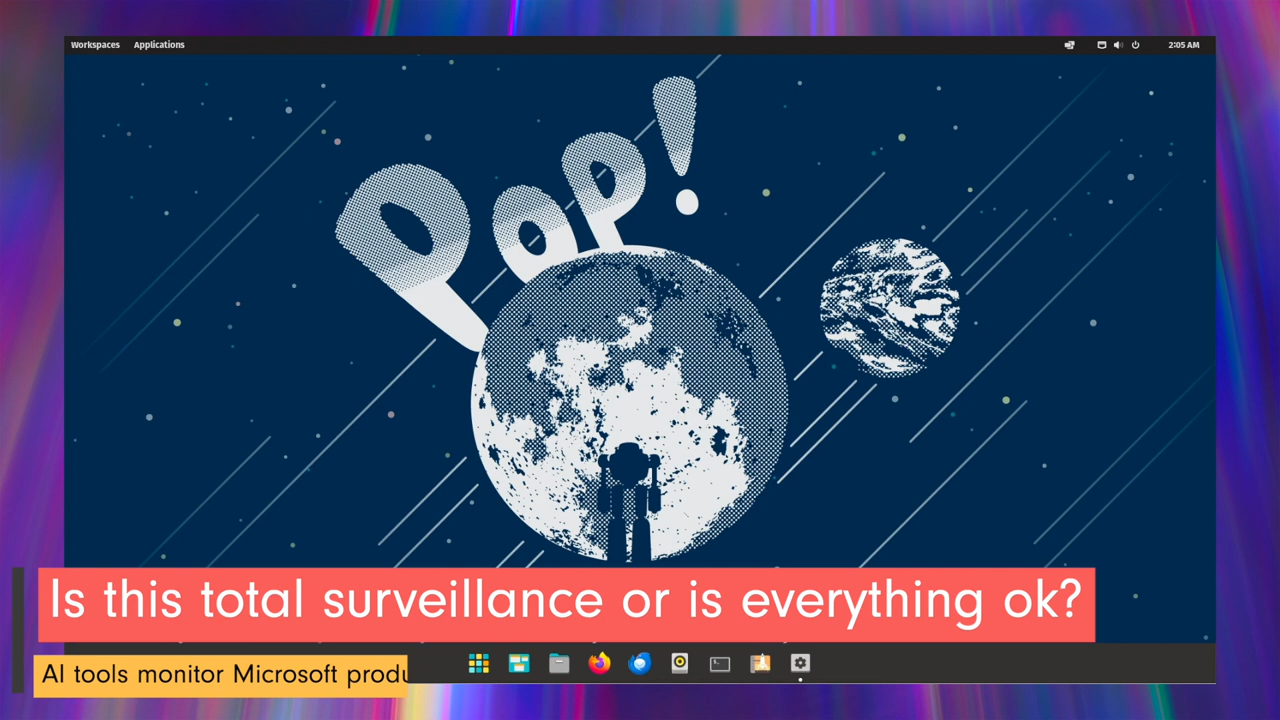 Workspaces Applications 2:05 AM
POP!
Is this total surveillance or is everything ok?
AI tools monitor Microsoft produ